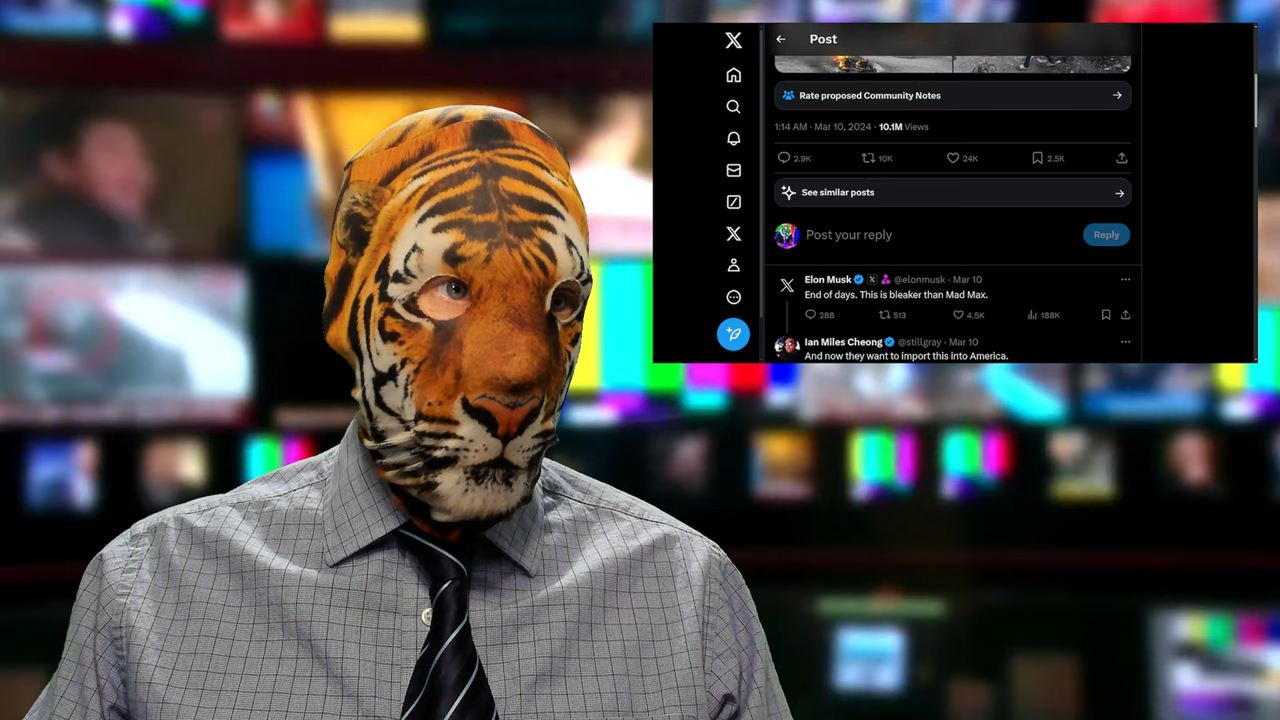 Post
Rate proposed Community Notes
1:14 AM · Mar 10, 2024 · 10.1M Views
2.9K 10K 24K 2.5K
See similar posts
Post your reply
Reply
Elon Musk @elonmusk · Mar 10
End of days. This is bleaker than Mad Max.
288 513 4.5K 188K
Ian Miles Cheong @stillgray · Mar 10
And now they want to import this into America.